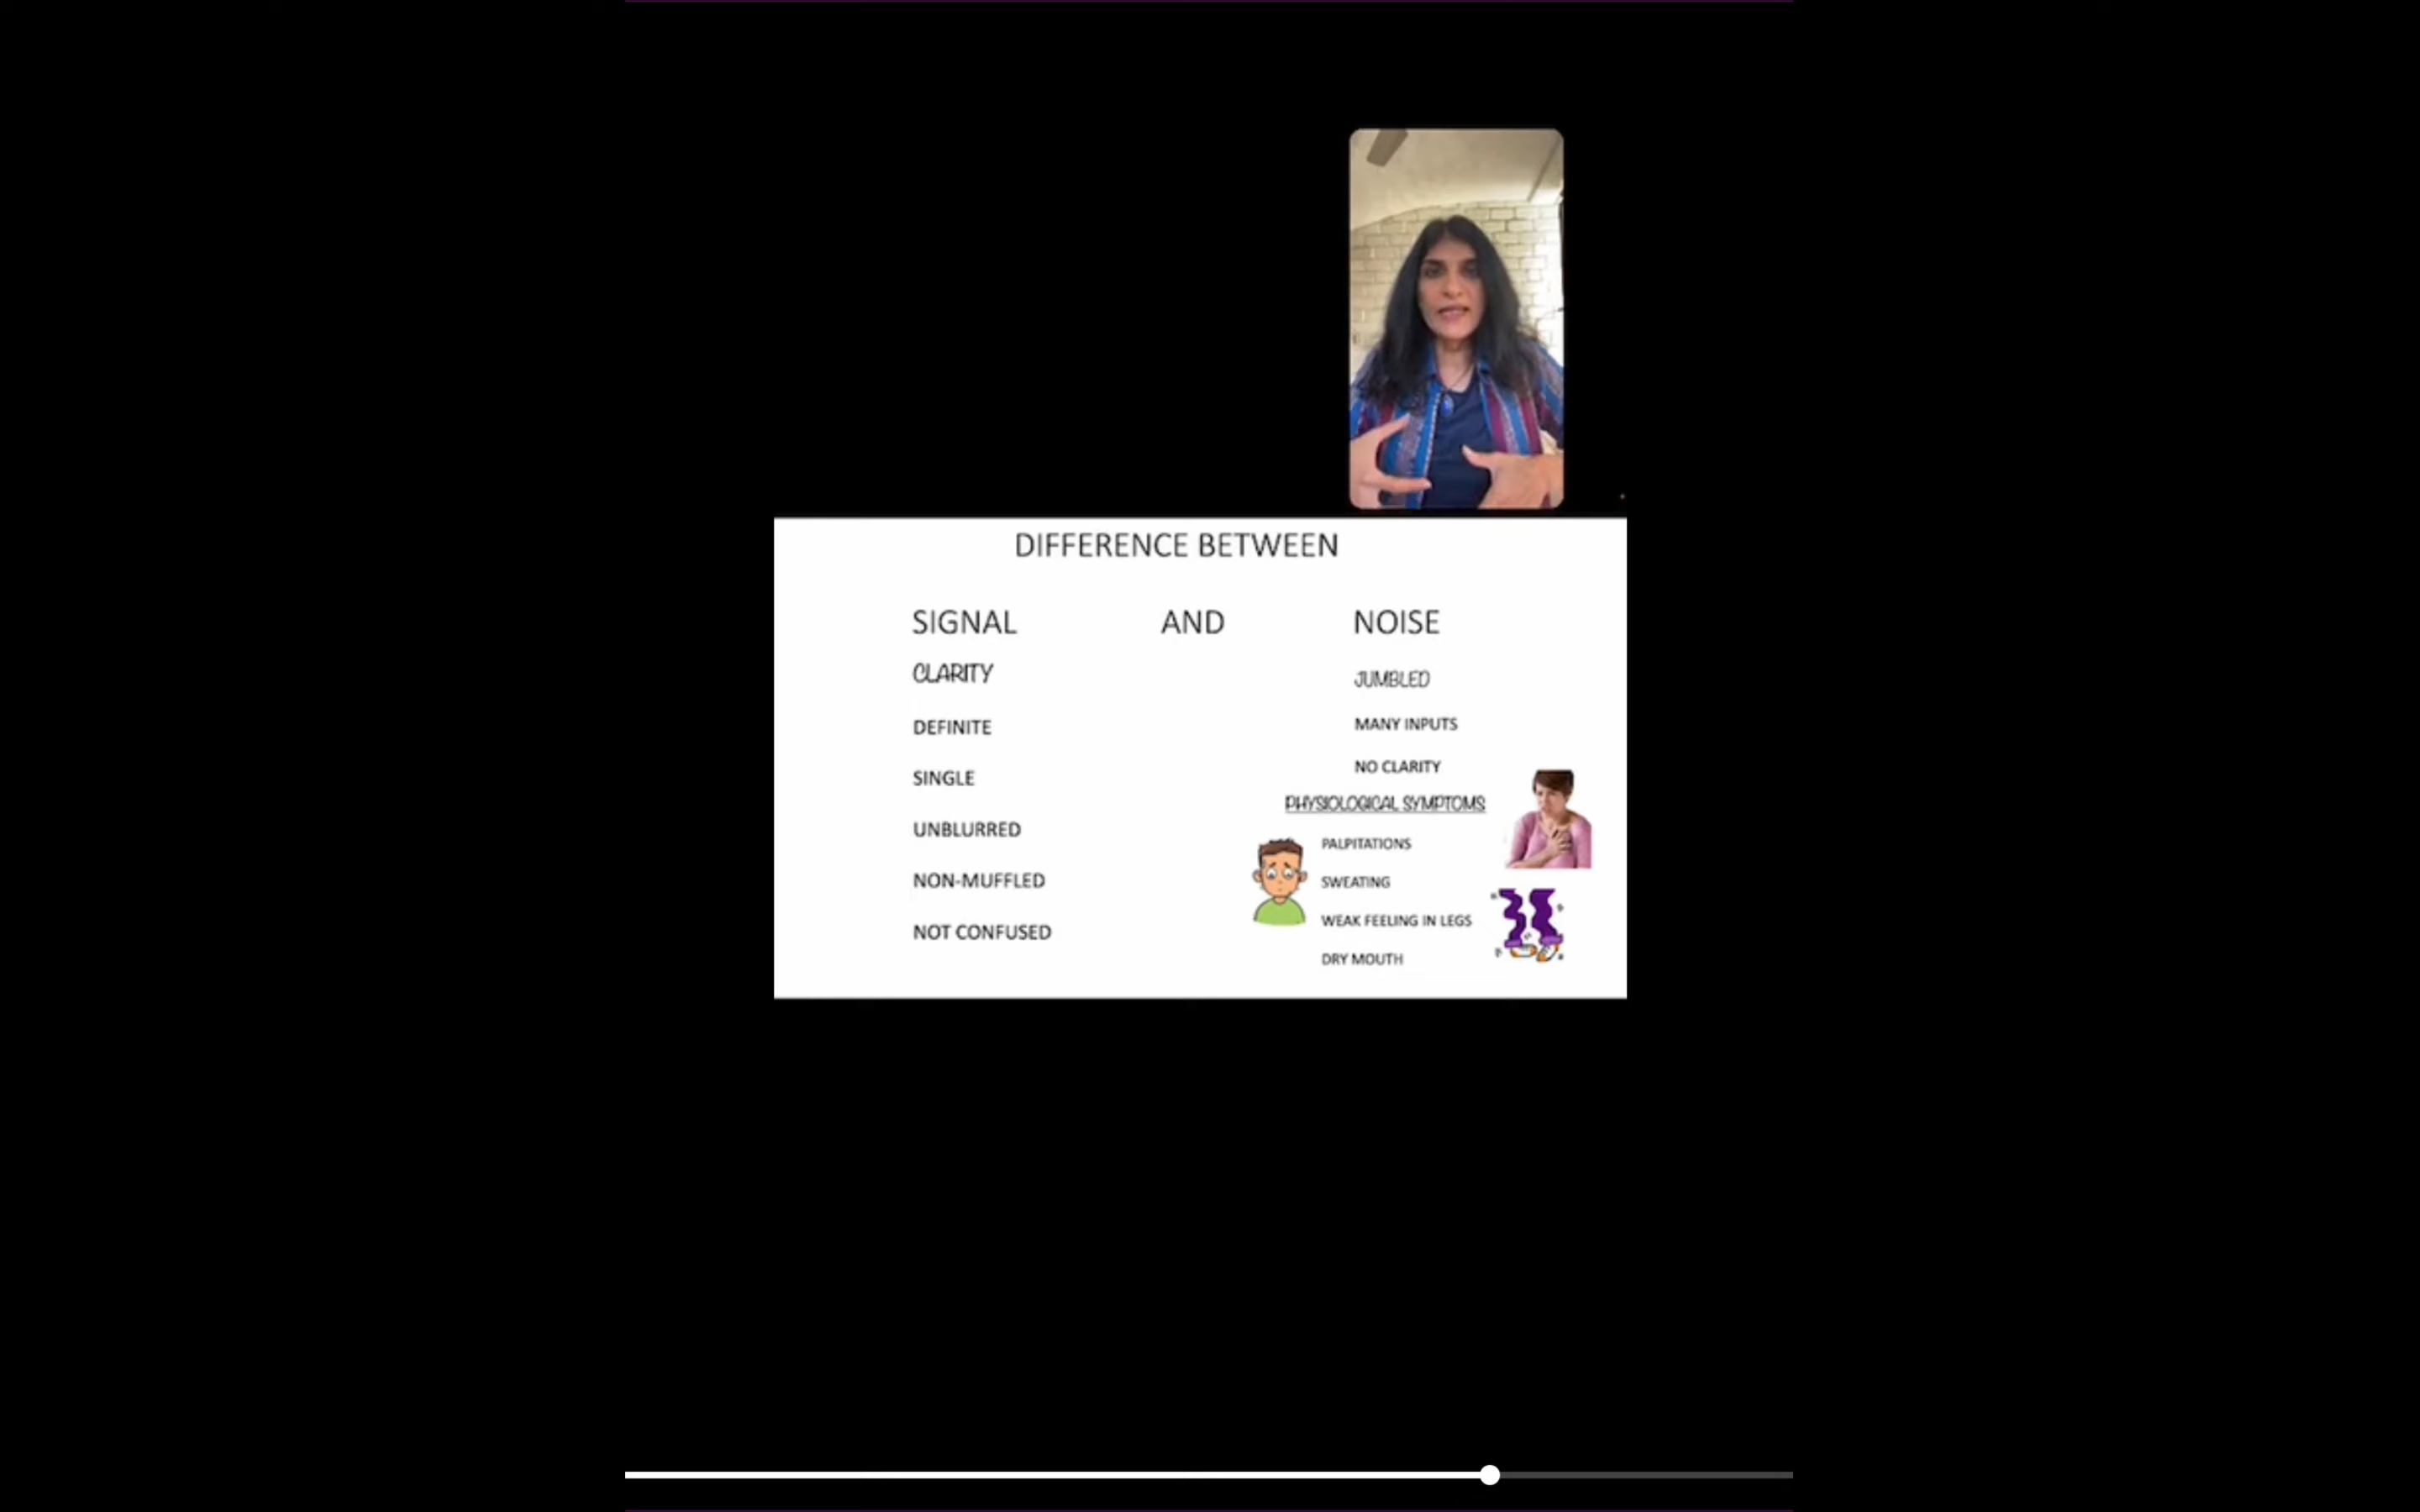 DIFFERENCE BETWEEN
SIGNAL AND NOISE
CLARITY
DEFINITE
SINGLE
UNBLURRED
NON-MUFFLED
NOT CONFUSED
JUMBLED
MANY INPUTS
NO CLARITY
PHYSIOLOGICAL SYMPTOMS
PALPITATIONS
SWEATING
WEAK FEELING IN LEGS
DRY MOUTH